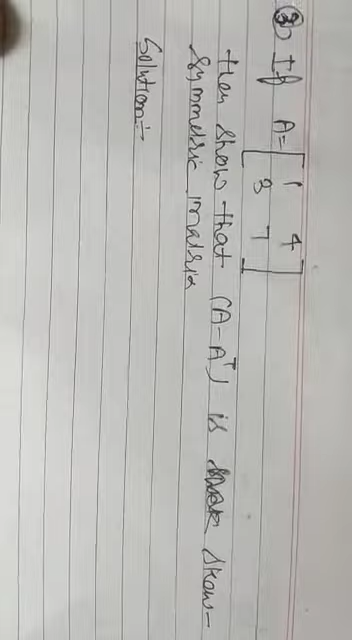 ③ If A = [ 1 4
3 7 ]
then show that (A - Aᵀ) is skew-
symmetric matrix
Solution:-